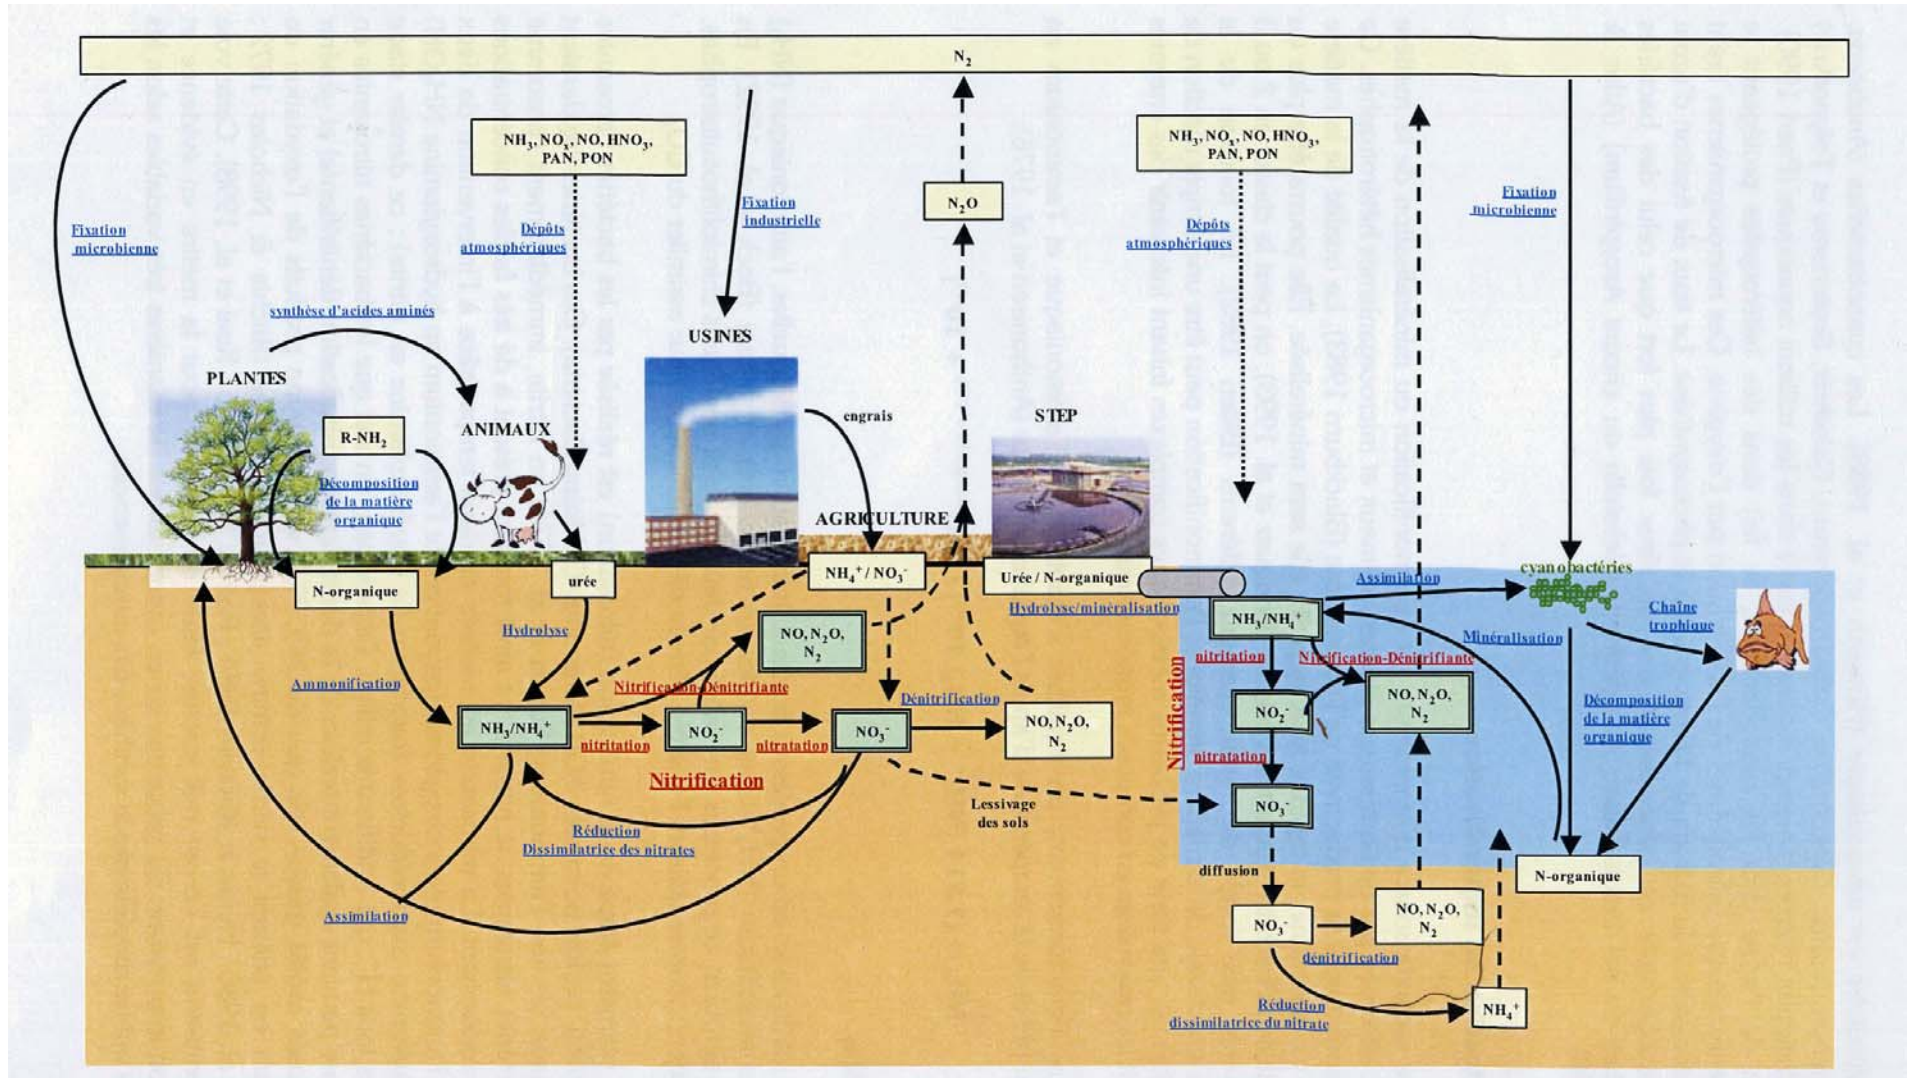 N₂
NH₃, NOₓ, NO, HNO₃,
PAN, PON
NH₃, NOₓ, NO, HNO₃,
PAN, PON
N₂O
Fixation
microbienne
Dépôts
atmosphériques
Fixation
industrielle
Dépôts
atmosphériques
Fixation
microbienne
synthèse d'acides aminés
USINES
PLANTES
R-NH₂
ANIMAUX
engrais
STEP
Décomposition
de la matière
organique
AGRICULTURE
N-organique
urée
NH₄⁺/ NO₃⁻
Urée / N-organique
Hydrolyse/minéralisation
Assimilation
cyanobactéries
Chaîne
trophique
Hydrolyse
NO, N₂O,
N₂
NH₃/NH₄⁺
Minéralisation
Ammonification
Nitrification-Dénitrifiante
Dénitrification
nitritation
Nitrification-Dénitrifiante
NH₃/NH₄⁺
nitritation
NO₂⁻
nitratation
NO₃⁻
NO, N₂O,
N₂
Nitrification
NO₂⁻
NO, N₂O,
N₂
Décomposition
de la matière
organique
nitratation
Nitrification
NO₃⁻
Lessivage
des sols
Réduction
Dissimilatrice des nitrates
diffusion
N-organique
Assimilation
NO₃⁻
NO, N₂O,
N₂
dénitrification
Réduction
dissimilatrice du nitrate
NH₄⁺